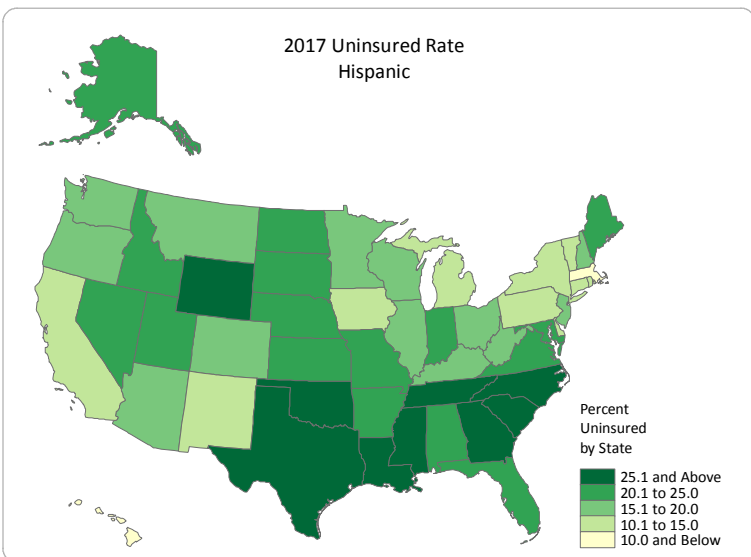 2017 Uninsured Rate
Hispanic
Percent
Uninsured
by State
25.1 and Above
20.1 to 25.0
15.1 to 20.0
10.1 to 15.0
10.0 and Below